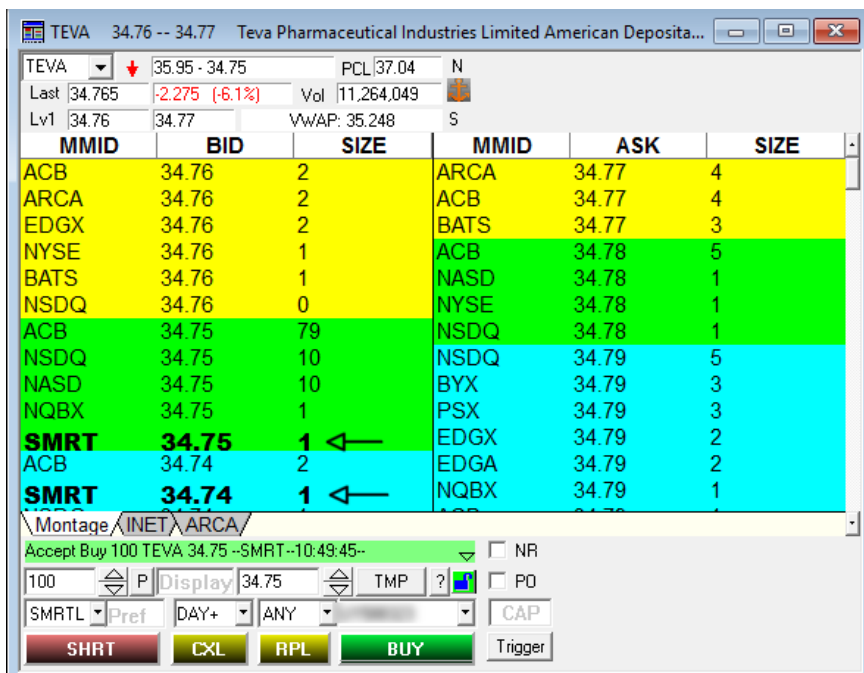 TEVA 34.76 -- 34.77 Teva Pharmaceutical Industries Limited American Deposita...
TEVA 35.95 - 34.75 PCL 37.04 N
Last 34.765 -2.275 (-6.1%) Vol 11,264,049
Lv1 34.76 34.77 VWAP: 35.248 S
MMID BID SIZE MMID ASK SIZE
ACB 34.76 2 ARCA 34.77 4
ARCA 34.76 2 ACB 34.77 4
EDGX 34.76 2 BATS 34.77 3
NYSE 34.76 1 ACB 34.78 5
BATS 34.76 1 NASD 34.78 1
NSDQ 34.76 0 NYSE 34.78 1
ACB 34.75 79 NSDQ 34.78 1
NSDQ 34.75 10 NSDQ 34.79 5
NASD 34.75 10 BYX 34.79 3
NQBX 34.75 1 PSX 34.79 3
SMRT 34.75 1 EDGX 34.79 2
ACB 34.74 2 EDGA 34.79 2
SMRT 34.74 1 NQBX 34.79 1
Montage INET ARCA
Accept Buy 100 TEVA 34.75 --SMRT--10:49:45-- NR
100 P Display 34.75 TMP ? PO
SMRTL Pref DAY+ ANY CAP
SHRT CXL RPL BUY Trigger